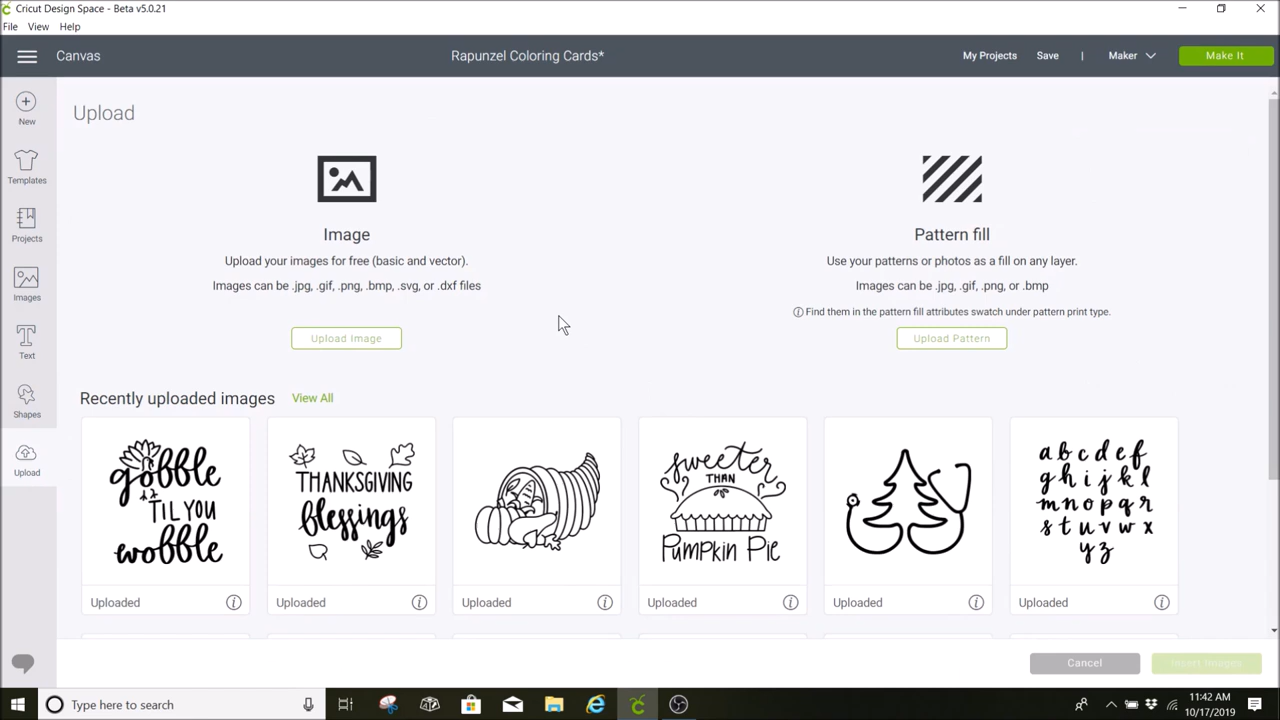 Cricut Design Space - Beta v5.0.21
File View Help
Canvas
Rapunzel Coloring Cards*
My Projects Save | Maker Make It
New
Templates
Projects
Images
Text
Shapes
Upload
Upload
Image
Upload your images for free (basic and vector).
Images can be .jpg, .gif, .png, .bmp, .svg, or .dxf files
Upload Image
Pattern fill
Use your patterns or photos as a fill on any layer.
Images can be .jpg, .gif, .png, or .bmp
Find them in the pattern fill attributes swatch under pattern print type.
Upload Pattern
Recently uploaded images View All
gobble
'TIL YOU
wobble
Uploaded
THANKSGIVING
blessings
Uploaded
Uploaded
sweeter
THAN
PUMPKIN PIE
Uploaded
Uploaded
a b c d e f
g h i j k l
m n o p q r
s t u v w x
y z
Uploaded
Cancel Insert Images
Type here to search
11:42 AM
10/17/2019